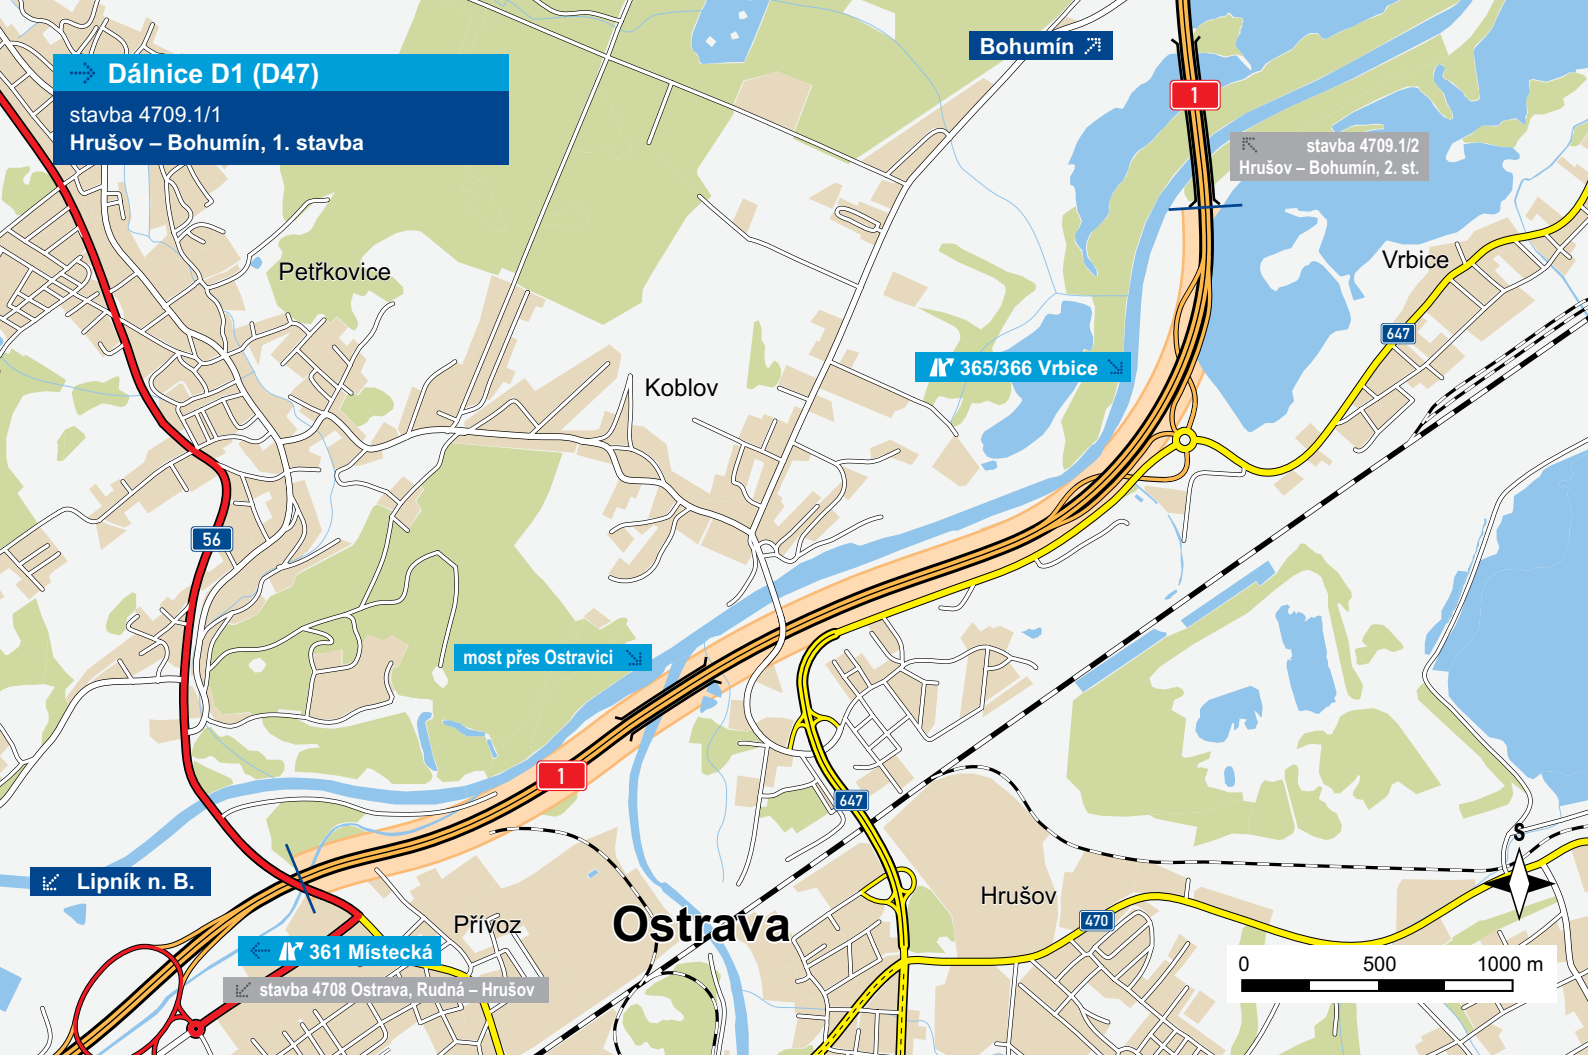 Dálnice D1 (D47)
stavba 4709.1/1
Hrušov – Bohumín, 1. stavba
Bohumín
1
stavba 4709.1/2
Hrušov – Bohumín, 2. st.
Petřkovice
Vrbice
647
365/366 Vrbice
Koblov
56
most přes Ostravici
1
647
S
Lipník n. B.
Hrušov
Přívoz
Ostrava
470
361 Místecká
stavba 4708 Ostrava, Rudná – Hrušov
0 500 1000 m